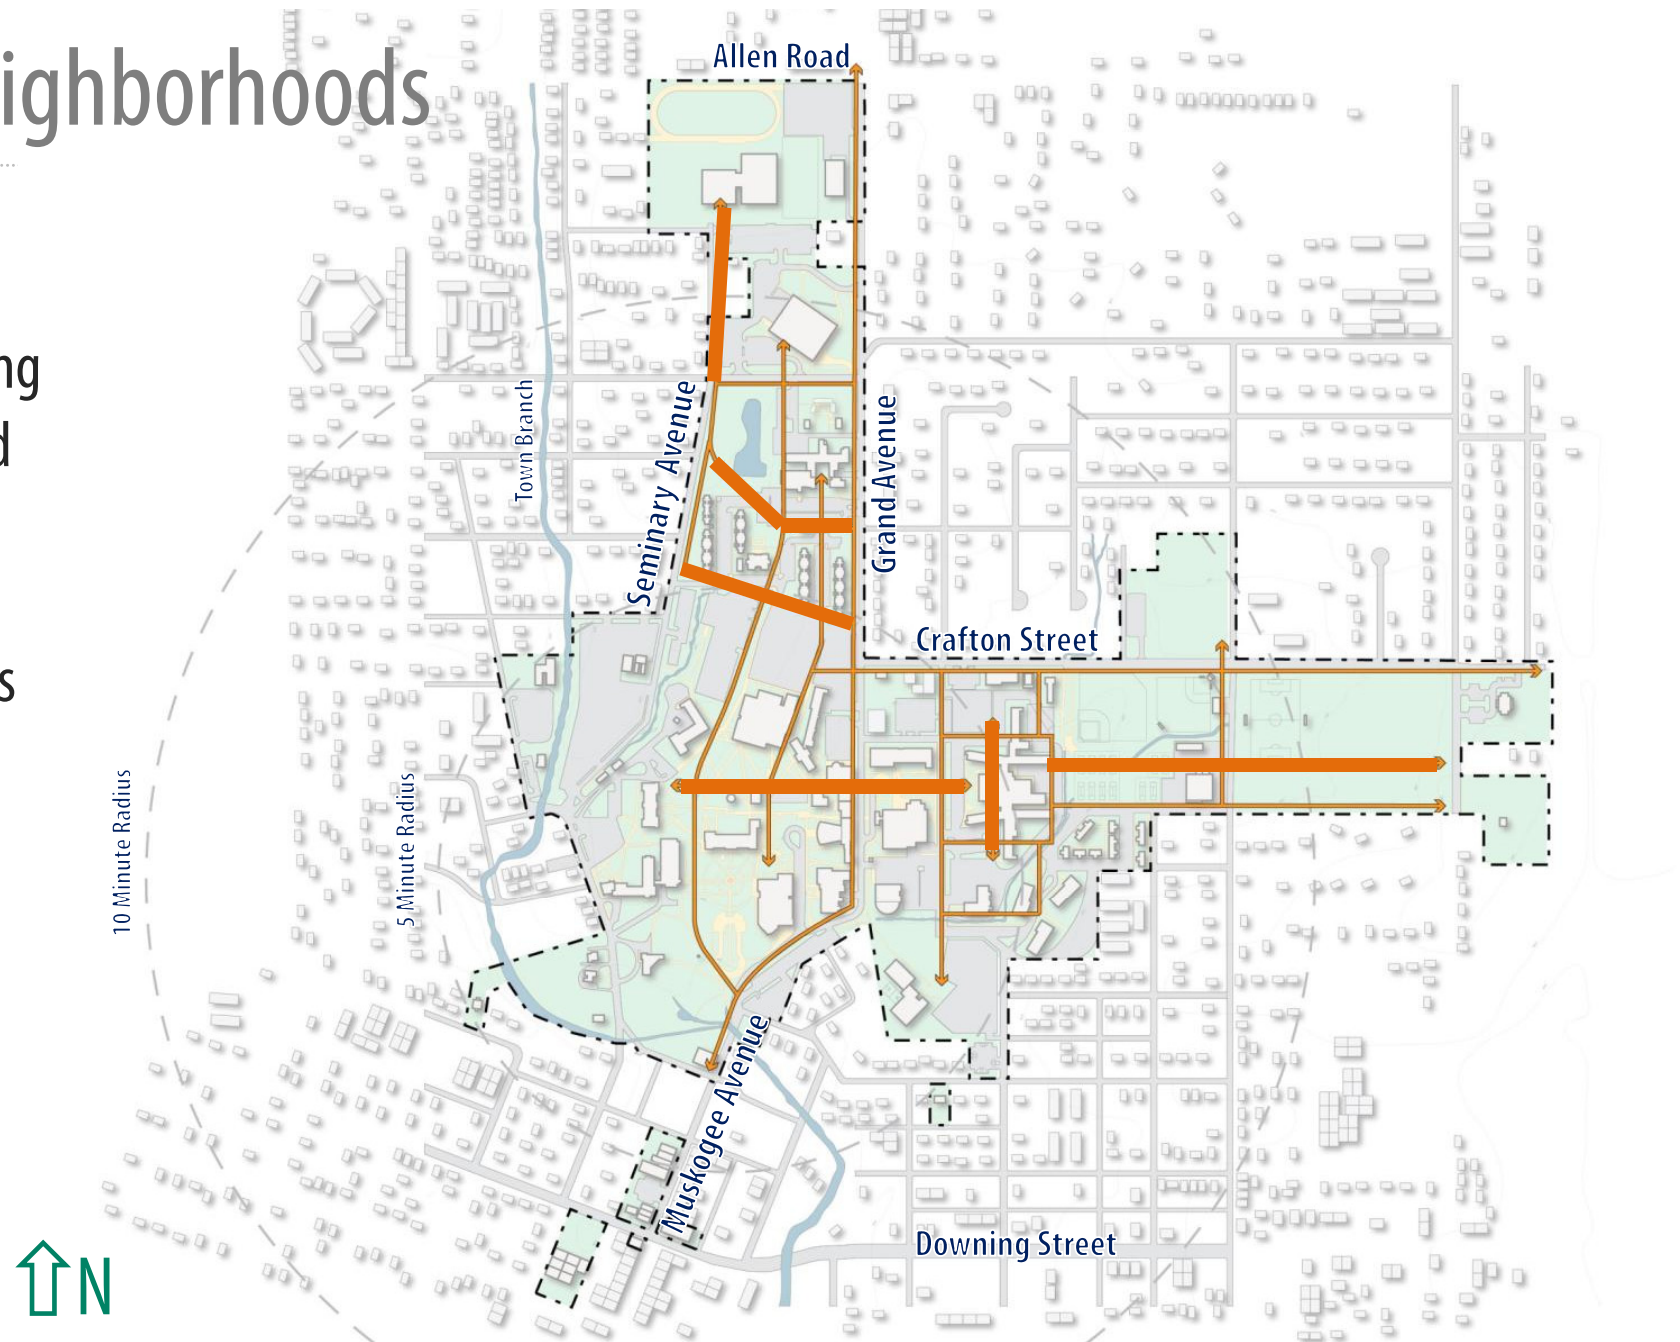 Allen Road
ighborhoods
ng
d
Town Branch
Seminary Avenue
Grand Avenue
Crafton Street
s
10 Minute Radius
5 Minute Radius
Muskogee Avenue
Downing Street
N